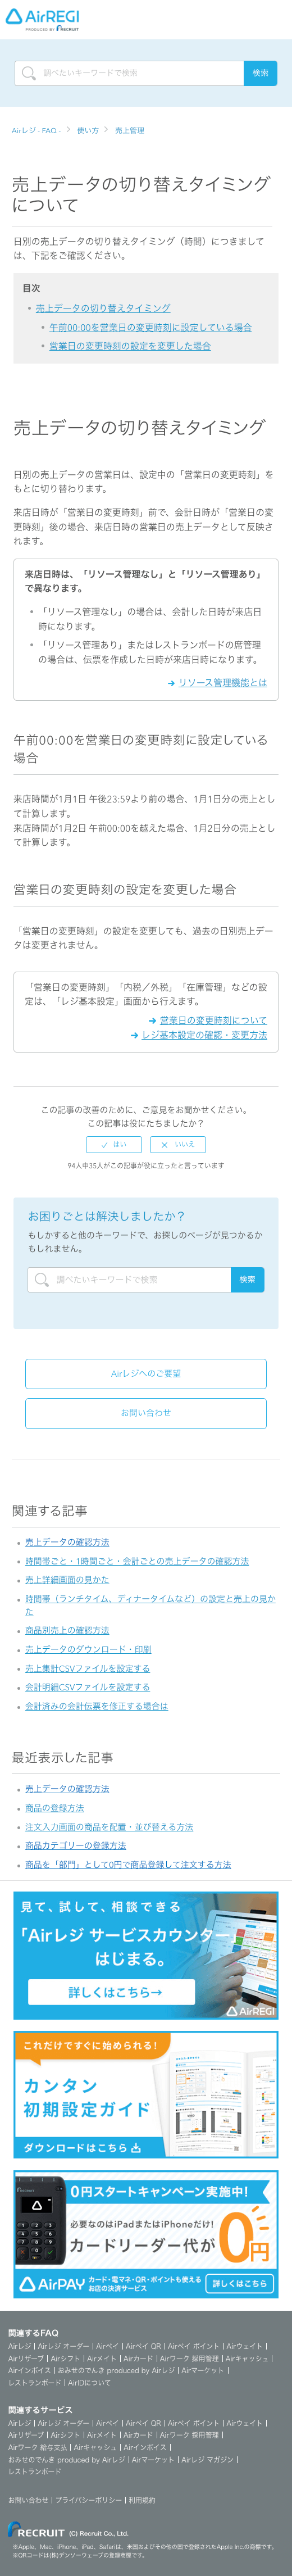 AirREGI
PRODUCED BY RECRUIT
調べたいキーワードで検索
検索
Airレジ - FAQ - > 使い方 > 売上管理
売上データの切り替えタイミング
について
日別の売上データの切り替えタイミング（時間）につきまして
は、下記をご確認ください。
目次
売上データの切り替えタイミング
午前00:00を営業日の変更時刻に設定している場合
営業日の変更時刻の設定を変更した場合
売上データの切り替えタイミング
日別の売上データの営業日は、設定中の「営業日の変更時刻」をもとに切り替わります。
来店日時が「営業日の変更時刻」前で、会計日時が「営業日の変更時刻」後の場合、来店日時の営業日の売上データとして反映されます。
来店日時は、「リソース管理なし」と「リソース管理あり」で異なります。
「リソース管理なし」の場合は、会計した日時が来店日時になります。
「リソース管理あり」またはレストランボードの席管理の場合は、伝票を作成した日時が来店日時になります。
リソース管理機能とは
午前00:00を営業日の変更時刻に設定している
場合
来店時間が1月1日 午後23:59より前の場合、1月1日分の売上として計算します。
来店時間が1月2日 午前00:00を越えた場合、1月2日分の売上として計算します。
営業日の変更時刻の設定を変更した場合
「営業日の変更時刻」の設定を変更しても、過去の日別売上データは変更されません。
「営業日の変更時刻」「内税／外税」「在庫管理」などの設定は、「レジ基本設定」画面から行えます。
営業日の変更時刻について
レジ基本設定の確認・変更方法
この記事の改善のために、ご意見をお聞かせください。
この記事は役にたちましたか？
はい
いいえ
94人中35人がこの記事が役に立ったと言っています
お困りごとは解決しましたか？
もしかすると他のキーワードで、お探しのページが見つかるかもしれません。
調べたいキーワードで検索
検索
Airレジへのご要望
お問い合わせ
関連する記事
売上データの確認方法
時間帯ごと・1時間ごと・会計ごとの売上データの確認方法
売上詳細画面の見かた
時間帯（ランチタイム、ディナータイムなど）の設定と売上の見かた
商品別売上の確認方法
売上データのダウンロード・印刷
売上集計CSVファイルを設定する
会計明細CSVファイルを設定する
会計済みの会計伝票を修正する場合は
最近表示した記事
売上データの確認方法
商品の登録方法
注文入力画面の商品を配置・並び替える方法
商品カテゴリーの登録方法
商品を「部門」として0円で商品登録して注文する方法
見て、試して、相談できる
「Airレジ サービスカウンター」
はじまる。
詳しくはこちら→
AirREGI
これだけですぐに始められる！
カンタン
初期設定ガイド
ダウンロードはこちら
0円スタートキャンペーン実施中！
必要なのはiPadまたはiPhoneだけ！
カードリーダー代が
0円
AirPAY
カード・電マネ・QR・ポイントも使える
お店の決済サービス
詳しくはこちら
関連するFAQ
Airレジ | Airレジ オーダー | Airペイ | Airペイ QR | Airペイ ポイント | Airウェイト |
Airリザーブ | Airシフト | Airメイト | Airカード | Airワーク 採用管理 | Airキャッシュ |
Airインボイス | おみせのでんき produced by Airレジ | Airマーケット |
レストランボード | AirIDについて
関連するサービス
Airレジ | Airレジ オーダー | Airペイ | Airペイ QR | Airペイ ポイント | Airウェイト |
Airリザーブ | Airシフト | Airメイト | Airカード | Airワーク 採用管理 |
Airワーク 給与支払 | Airキャッシュ | Airインボイス |
おみせのでんき produced by Airレジ | Airマーケット | Airレジ マガジン |
レストランボード
お問い合わせ | プライバシーポリシー | 利用規約
RECRUIT (C) Recruit Co., Ltd.
※Apple、Mac、iPhone、iPad、Safariは、米国およびその他の国で登録されたApple Inc.の商標です。
※QRコードは(株)デンソーウェーブの登録商標です。